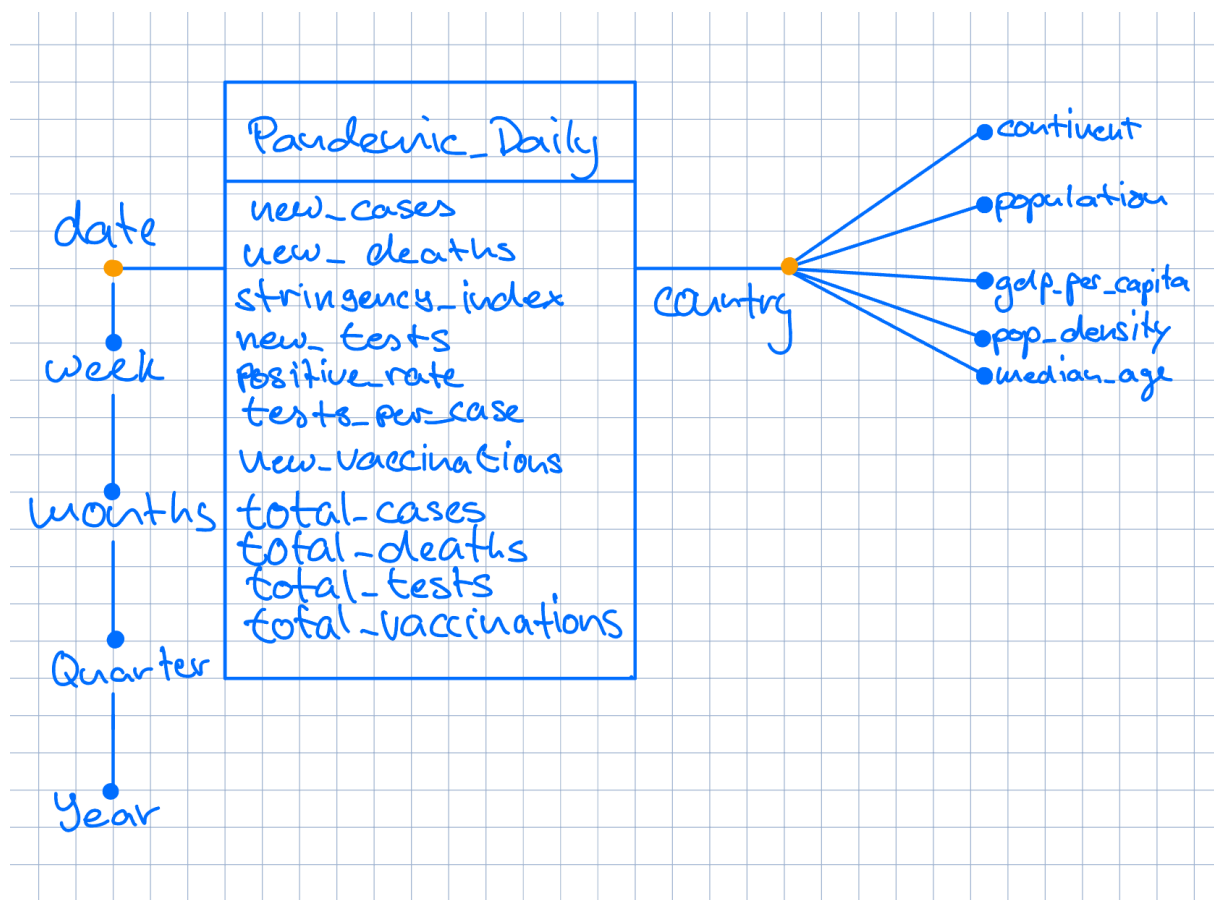 Pandemic_Daily
date
new_cases
new_deaths
stringency_index
new_tests
positive_rate
tests_per_case
new_vaccinations
total_cases
total_deaths
total_tests
total_vaccinations
week
months
Quarter
Year
country
continent
population
gdp_per_capita
pop_density
median_age